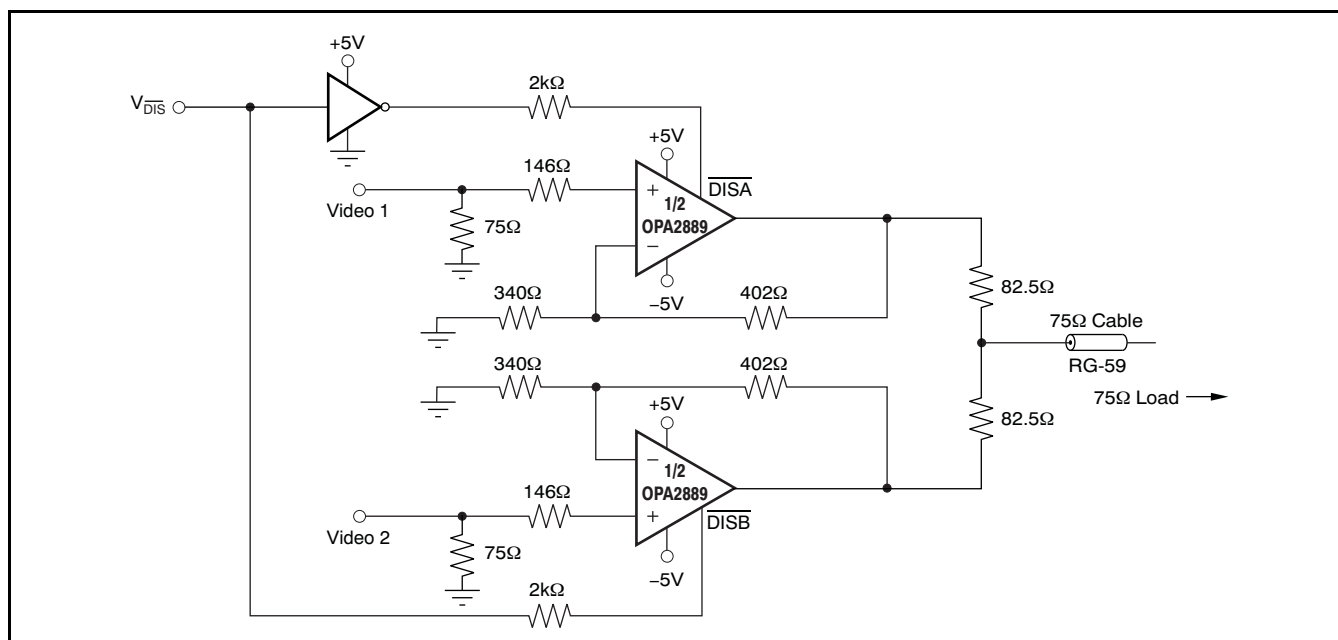 +5V
V DIS
2kΩ
+5V
146Ω
DISA
+
1/2
OPA2889
−
Video 1
75Ω
−5V
340Ω
402Ω
82.5Ω
75Ω Cable
RG-59
340Ω
402Ω
75Ω Load
82.5Ω
+5V
−
1/2
OPA2889
+
146Ω
DISB
Video 2
75Ω
−5V
2kΩ